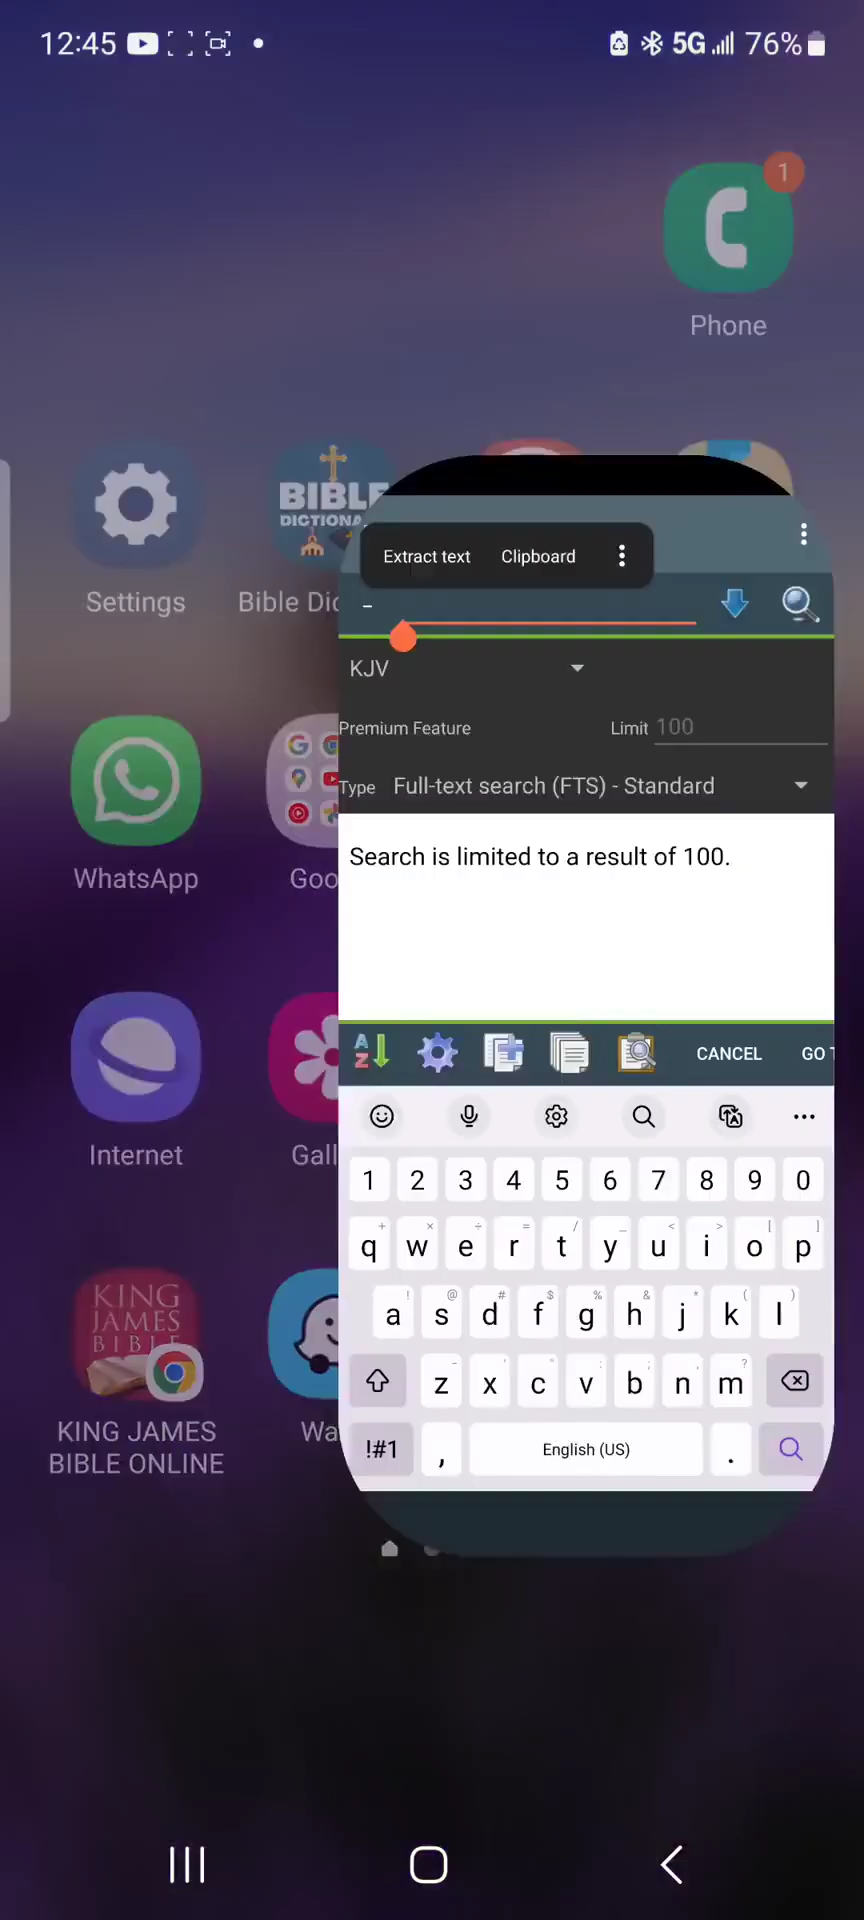 12:45 5G 76%
1
Phone
BIBLE
DICTIONA
Settings
Bible Dic
Extract text Clipboard
-
KJV
Premium Feature Limit 100
Type Full-text search (FTS) - Standard
Search is limited to a result of 100.
WhatsApp
Goo
A
Z
CANCEL GO T
1 2 3 4 5 6 7 8 9 0
+ × ÷ = / _ < > [ ]
q w e r t y u i o p
! @ # $ % & * ( )
a s d f g h j k l
- ' " : ; , ?
z x c v b n m
!#1 , English (US) .
Internet
Gall
KING
JAMES
BIBLE
KING JAMES
BIBLE ONLINE
Wa